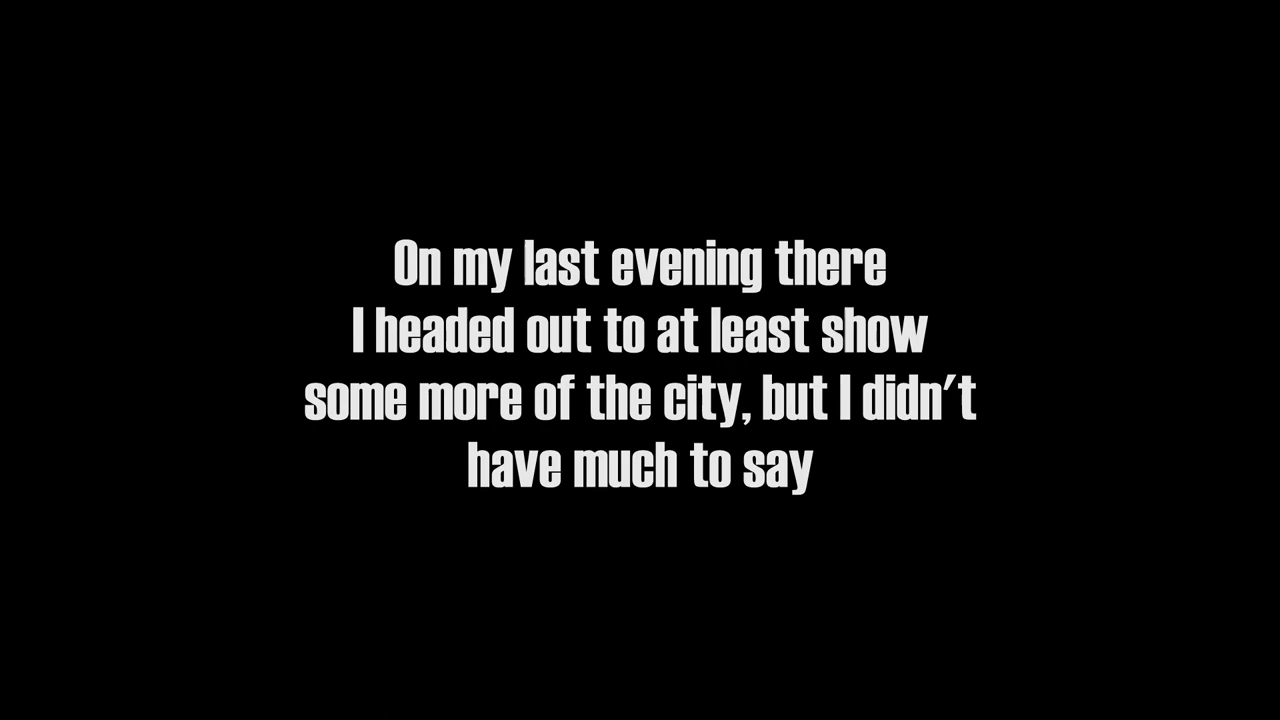 On my last evening there
I headed out to at least show
some more of the city, but I didn't
have much to say